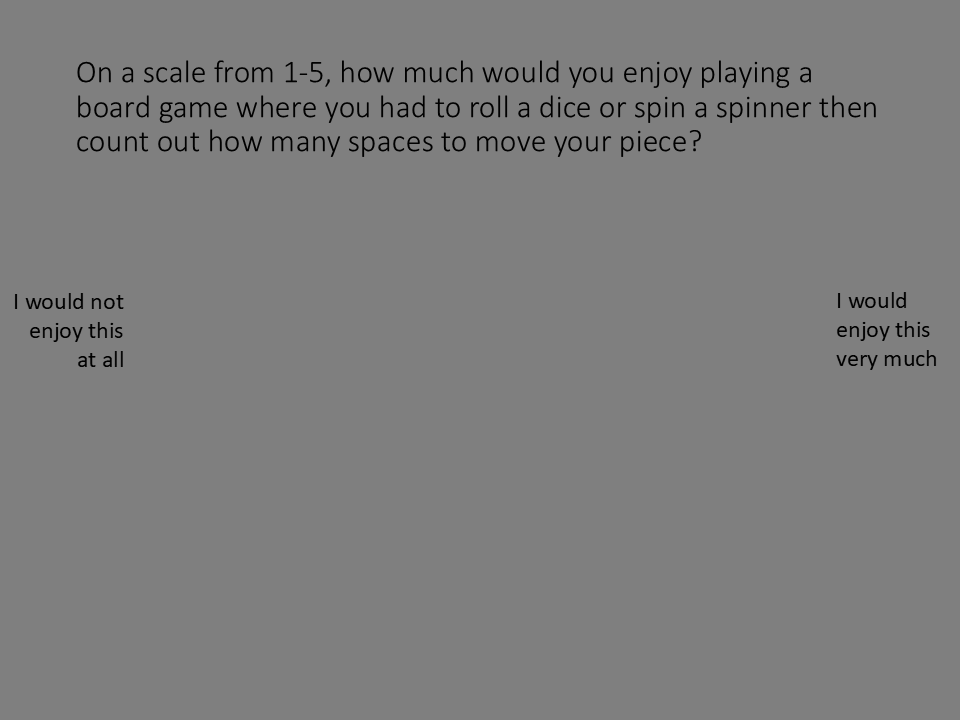 On a scale from 1-5, how much would you enjoy playing a
board game where you had to roll a dice or spin a spinner then
count out how many spaces to move your piece?
I would not
enjoy this
at all
I would
enjoy this
very much